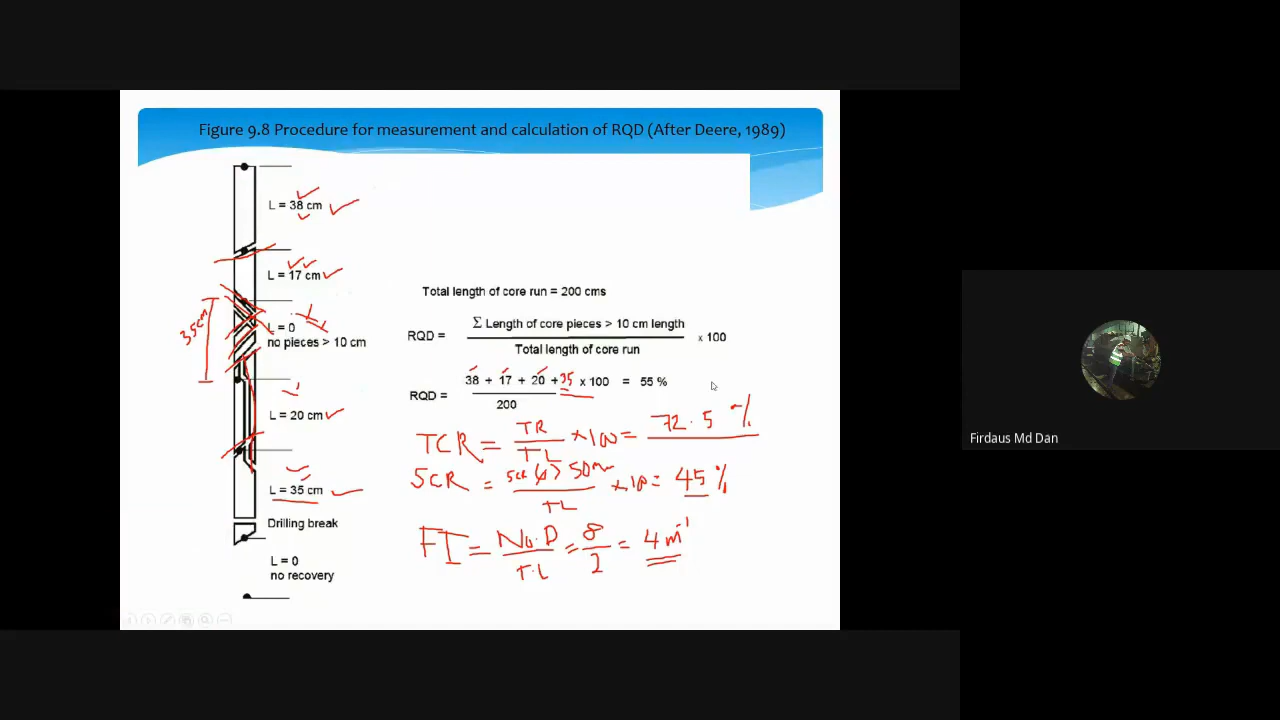 Figure 9.8 Procedure for measurement and calculation of RQD (After Deere, 1989)
L = 38 cm
L = 17 cm
35cm
L = 0
no pieces > 10 cm
L = 20 cm
L = 35 cm
Drilling break
L = 0
no recovery
Total length of core run = 200 cms
RQD = Σ Length of core pieces > 10 cm length x 100
Total length of core run
RQD = 38 + 17 + 20 + 35 x 100 = 55 %
200
TCR = TR x100 = 72.5 %
TL
SCR = > 50 x100 = 45 %
TL
FI = No.D = 8 = 4 m-1
T.L 2
Firdaus Md Dan